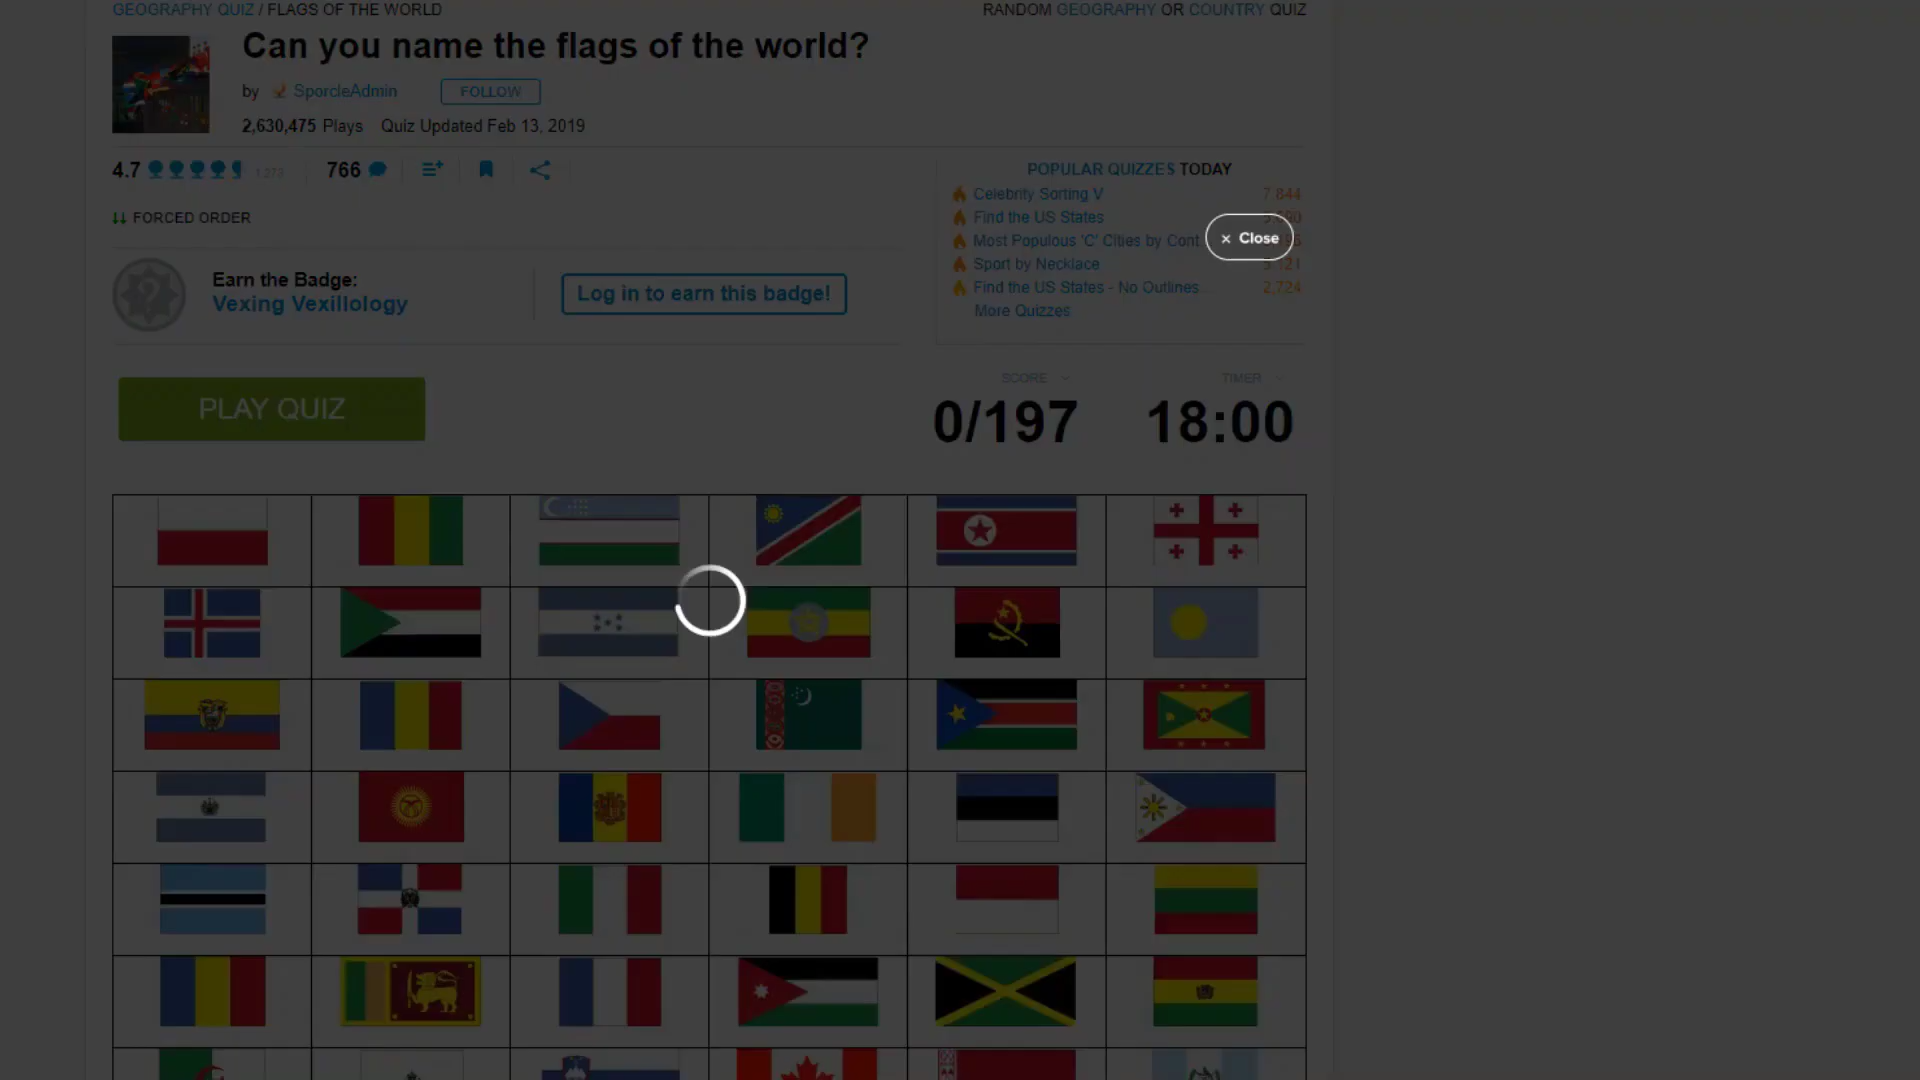 GEOGRAPHY QUIZ / FLAGS OF THE WORLD
RANDOM GEOGRAPHY OR COUNTRY QUIZ
Can you name the flags of the world?
by SporcleAdmin FOLLOW
2,630,475 Plays Quiz Updated Feb 13, 2019
4.7 1,273 766
FORCED ORDER
Earn the Badge:
Vexing Vexillology
Log in to earn this badge!
POPULAR QUIZZES TODAY
Celebrity Sorting V 7,844
Find the US States
Most Populous 'C' Cities by Cont...
× Close
Sport by Necklace
Find the US States - No Outlines... 2,724
More Quizzes
PLAY QUIZ
SCORE
0/197
TIMER
18:00